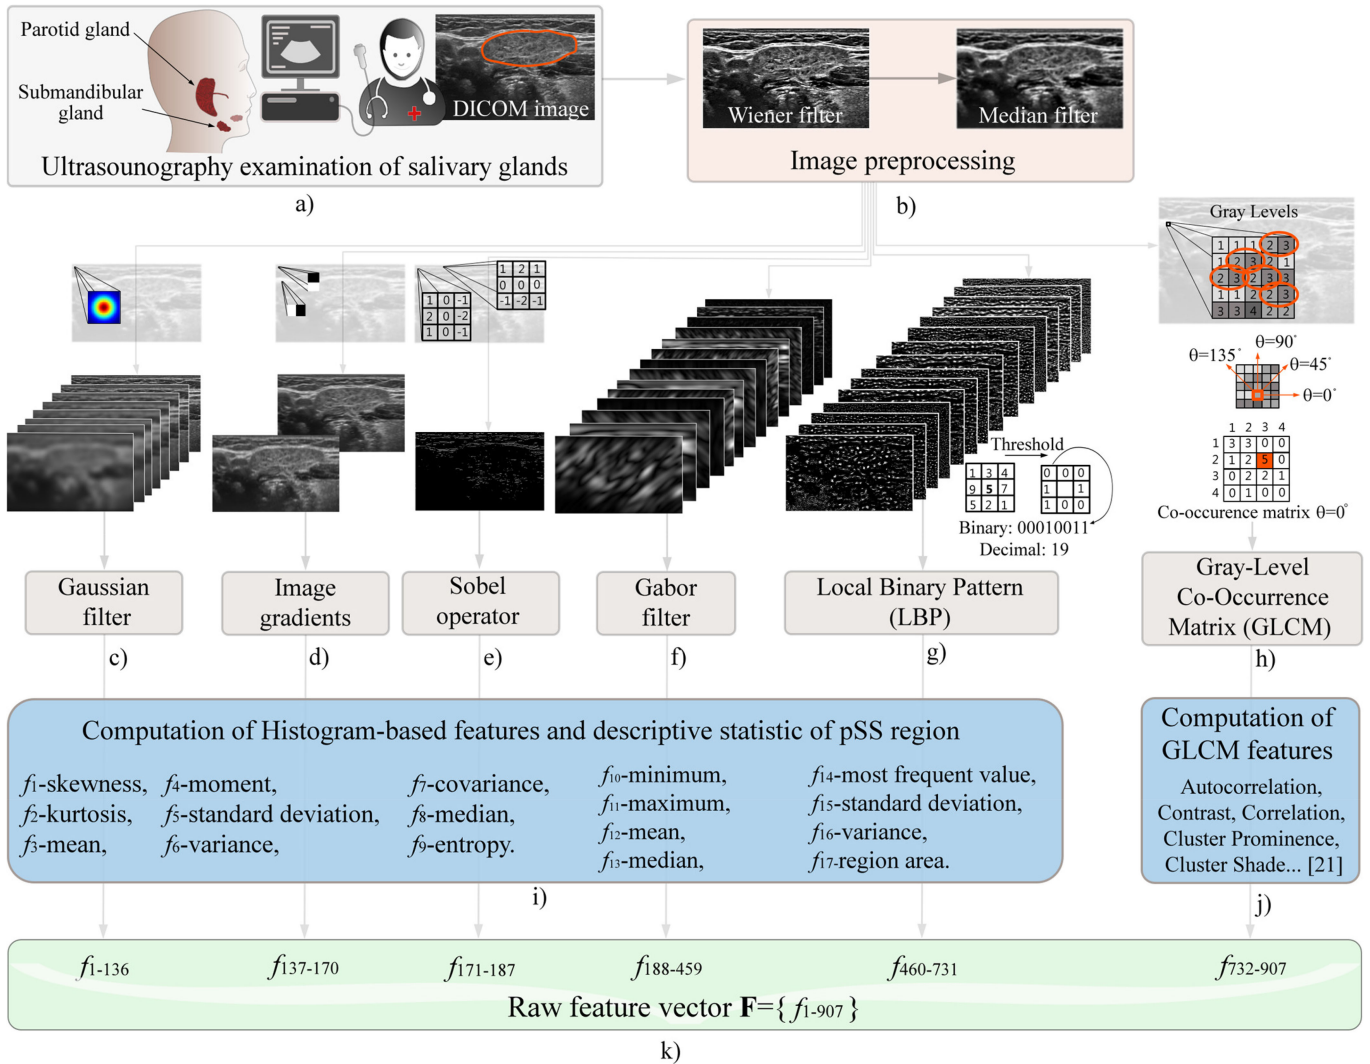 Parotid gland
Submandibular
gland
DICOM image
Ultrasounography examination of salivary glands
a)
Wiener filter
Median filter
Image preprocessing
b)
Gray Levels
1 1 1 2 3
1 2 3 2 1
2 3 2 3 3
1 1 2 2 3
3 3 4 2 2
θ=90°
θ=135°
θ=45°
θ=0°
1 2 3 4
1 3 3 0 0
2 1 2 5 0
3 0 2 2 1
4 0 1 0 0
Co-occurence matrix θ=0°
1 0 -1
2 0 -2
1 0 -1
1 2 1
0 0 0
-1 -2 -1
Threshold
1 3 4
9 5 7
5 2 1
0 0 0
1 1
1 0 0
Binary: 00010011
Decimal: 19
Gaussian
filter
c)
Image
gradients
d)
Sobel
operator
e)
Gabor
filter
f)
Local Binary Pattern
(LBP)
g)
Gray-Level
Co-Occurrence
Matrix (GLCM)
h)
Computation of Histogram-based features and descriptive statistic of pSS region
f1-skewness,
f2-kurtosis,
f3-mean,
f4-moment,
f5-standard deviation,
f6-variance,
f7-covariance,
f8-median,
f9-entropy.
f10-minimum,
f11-maximum,
f12-mean,
f13-median,
f14-most frequent value,
f15-standard deviation,
f16-variance,
f17-region area.
i)
Computation of
GLCM features
Autocorrelation,
Contrast, Correlation,
Cluster Prominence,
Cluster Shade... [21]
j)
f1-136
f137-170
f171-187
f188-459
f460-731
f732-907
Raw feature vector F={ f1-907 }
k)